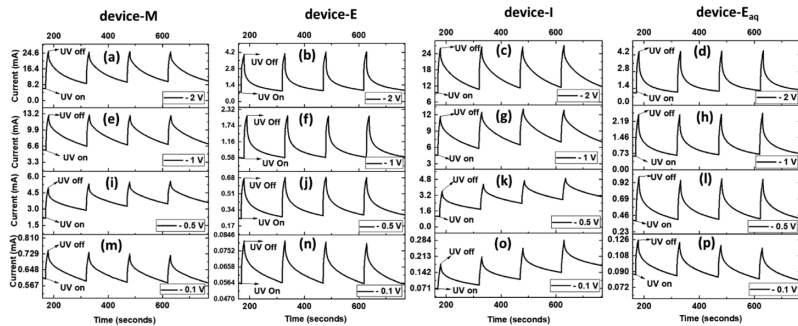 device-M device-E device-I device-Eaq
24.6 16.4 8.2 0.0 Current (mA) UV off (a) UV On - 2 V
4.2 2.8 1.4 0.0 UV Off (b) UV On - 2 V
24 18 12 6 UV off (c) UV on - 2 V
4.2 2.8 1.4 0.0 UV off (d) UV on - 2 V
13.2 9.9 6.6 3.3 Current (mA) UV off (e) UV on - 1 V
2.32 1.74 1.16 0.58 UV Off (f) UV On - 1 V
12 9 6 3 UV off (g) UV on - 1 V
2.19 1.46 0.73 0.00 UV off (h) UV on - 1 V
6.0 4.5 3.0 1.5 Current (mA) UV off (i) UV on - 0.5 V
0.68 0.51 0.34 0.17 UV Off (j) UV on - 0.5 V
4.8 3.6 2.4 1.2 0.0 UV off (k) UV on - 0.5 V
0.92 0.69 0.46 0.23 UV off (l) UV on - 0.5 V
0.810 0.729 0.648 0.567 Current (mA) UV off (m) UV on - 0.1 V
0.0846 0.0752 0.0658 0.0564 0.0470 UV Off (n) UV On - 0.1 V
0.284 0.213 0.142 0.071 UV off (o) UV on - 0.1 V
0.126 0.108 0.090 0.072 UV off (p) UV on - 0.1 V
200 400 600 200 400 600 200 400 600 200 400 600
Time (seconds) Time (seconds) Time (seconds) Time (seconds)